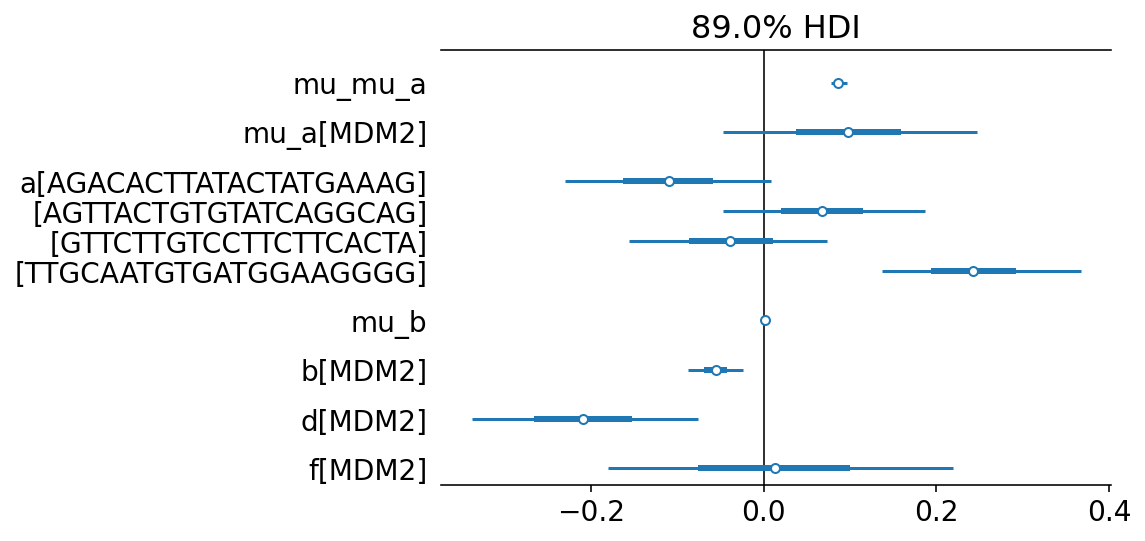 89.0% HDI
mu_mu_a
mu_a[MDM2]
a[AGACACTTATACTATGAAAG]
[AGTTACTGTGTATCAGGCAG]
[GTTCTTGTCCTTCTTCACTA]
[TTGCAATGTGATGGAAGGGG]
mu_b
b[MDM2]
d[MDM2]
f[MDM2]
−0.2 0.0 0.2 0.4